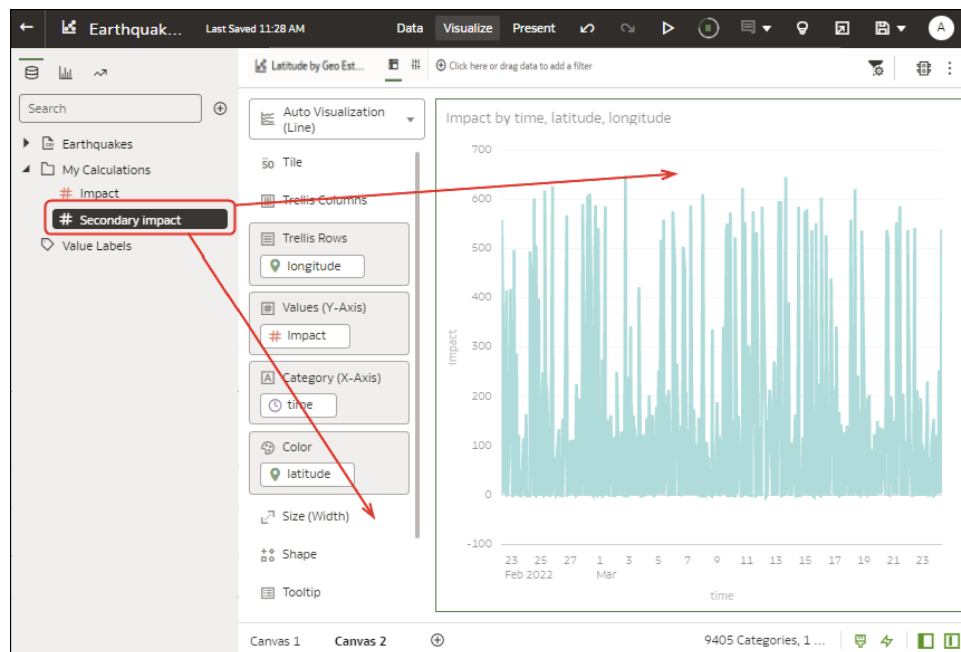 Earthquak... Last Saved 11:28 AM Data Visualize Present A
Latitude by Geo Est... Click here or drag data to add a filter
Search
Earthquakes
My Calculations
# Impact
# Secondary impact
Value Labels
Auto Visualization
(Line)
50 Tile
Trellis Columns
Trellis Rows
longitude
# Values (Y-Axis)
# Impact
A Category (X-Axis)
time
Color
latitude
Size (Width)
Shape
Tooltip
Impact by time, latitude, longitude
700
600
500
400
300
200
100
0
-100
Impact
23 25 27 1 3 5 7 9 11 13 15 17 19 21 23
Feb 2022 Mar
time
Canvas 1 Canvas 2 9405 Categories, 1 ...